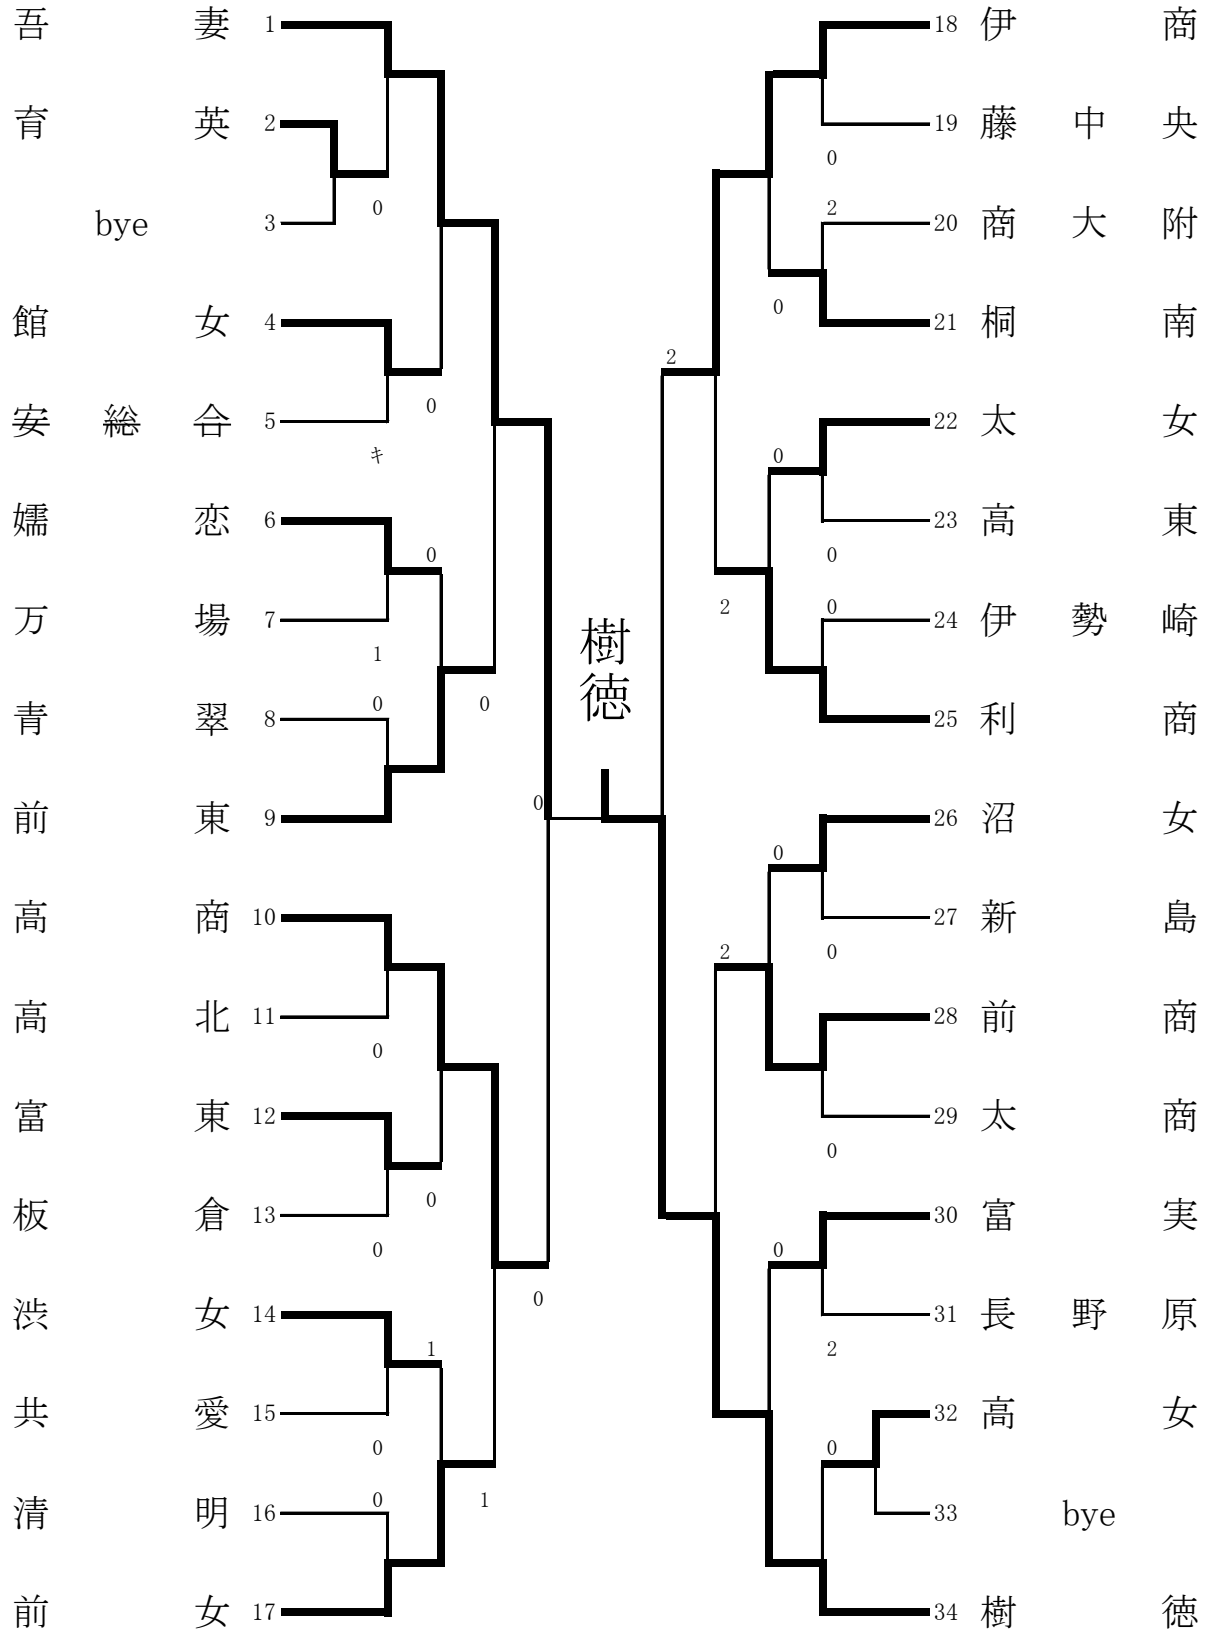 吾妻 1
育英 2
0
bye 3
館女 4
0
安総合 5
キ
嬬恋 6
0
万場 7
1
0
青翠 8
0
前東 9
0
高商 10
高北 11
0
富東 12
0
板倉 13
0
0
渋女 14
1
共愛 15
0
0
清明 16
1
前女 17
樹徳
18 伊商
19 藤中央
0
2
20 商大附
0
21 桐南
2
22 太女
0
23 高東
0
0
24 伊勢崎
2
25 利商
26 沼女
0
27 新島
0
2
28 前商
29 太商
0
30 富実
0
31 長野原
2
32 高女
0
33 bye
34 樹徳